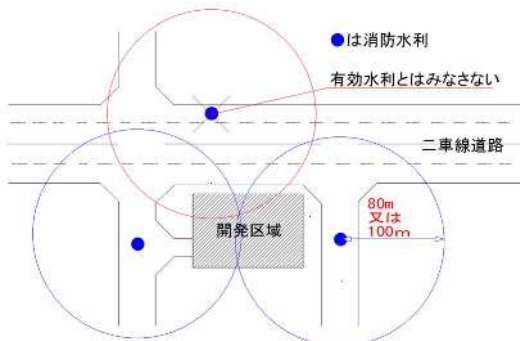 ●は消防水利
有効水利とはみなさない
二車線道路
80m
又は
100m
開発区域